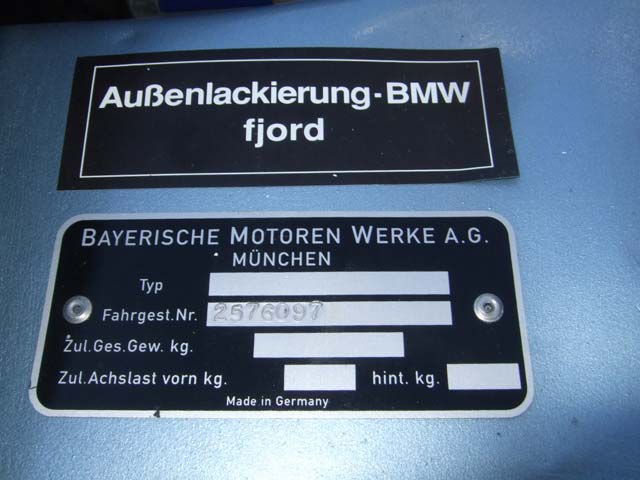 Außenlackierung-BMW
fjord
BAYERISCHE MOTOREN WERKE A.G.
MÜNCHEN
Typ
Fahrgest.Nr. 2576097
Zul.Ges.Gew. kg.
Zul.Achslast vorn kg. hint. kg.
Made in Germany